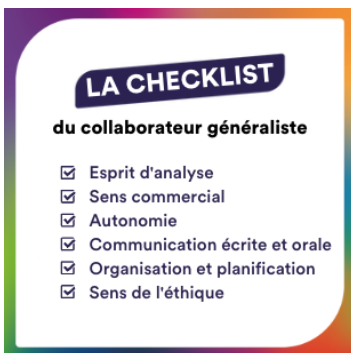 LA CHECKLIST
du collaborateur généraliste
Esprit d'analyse
Sens commercial
Autonomie
Communication écrite et orale
Organisation et planification
Sens de l'éthique